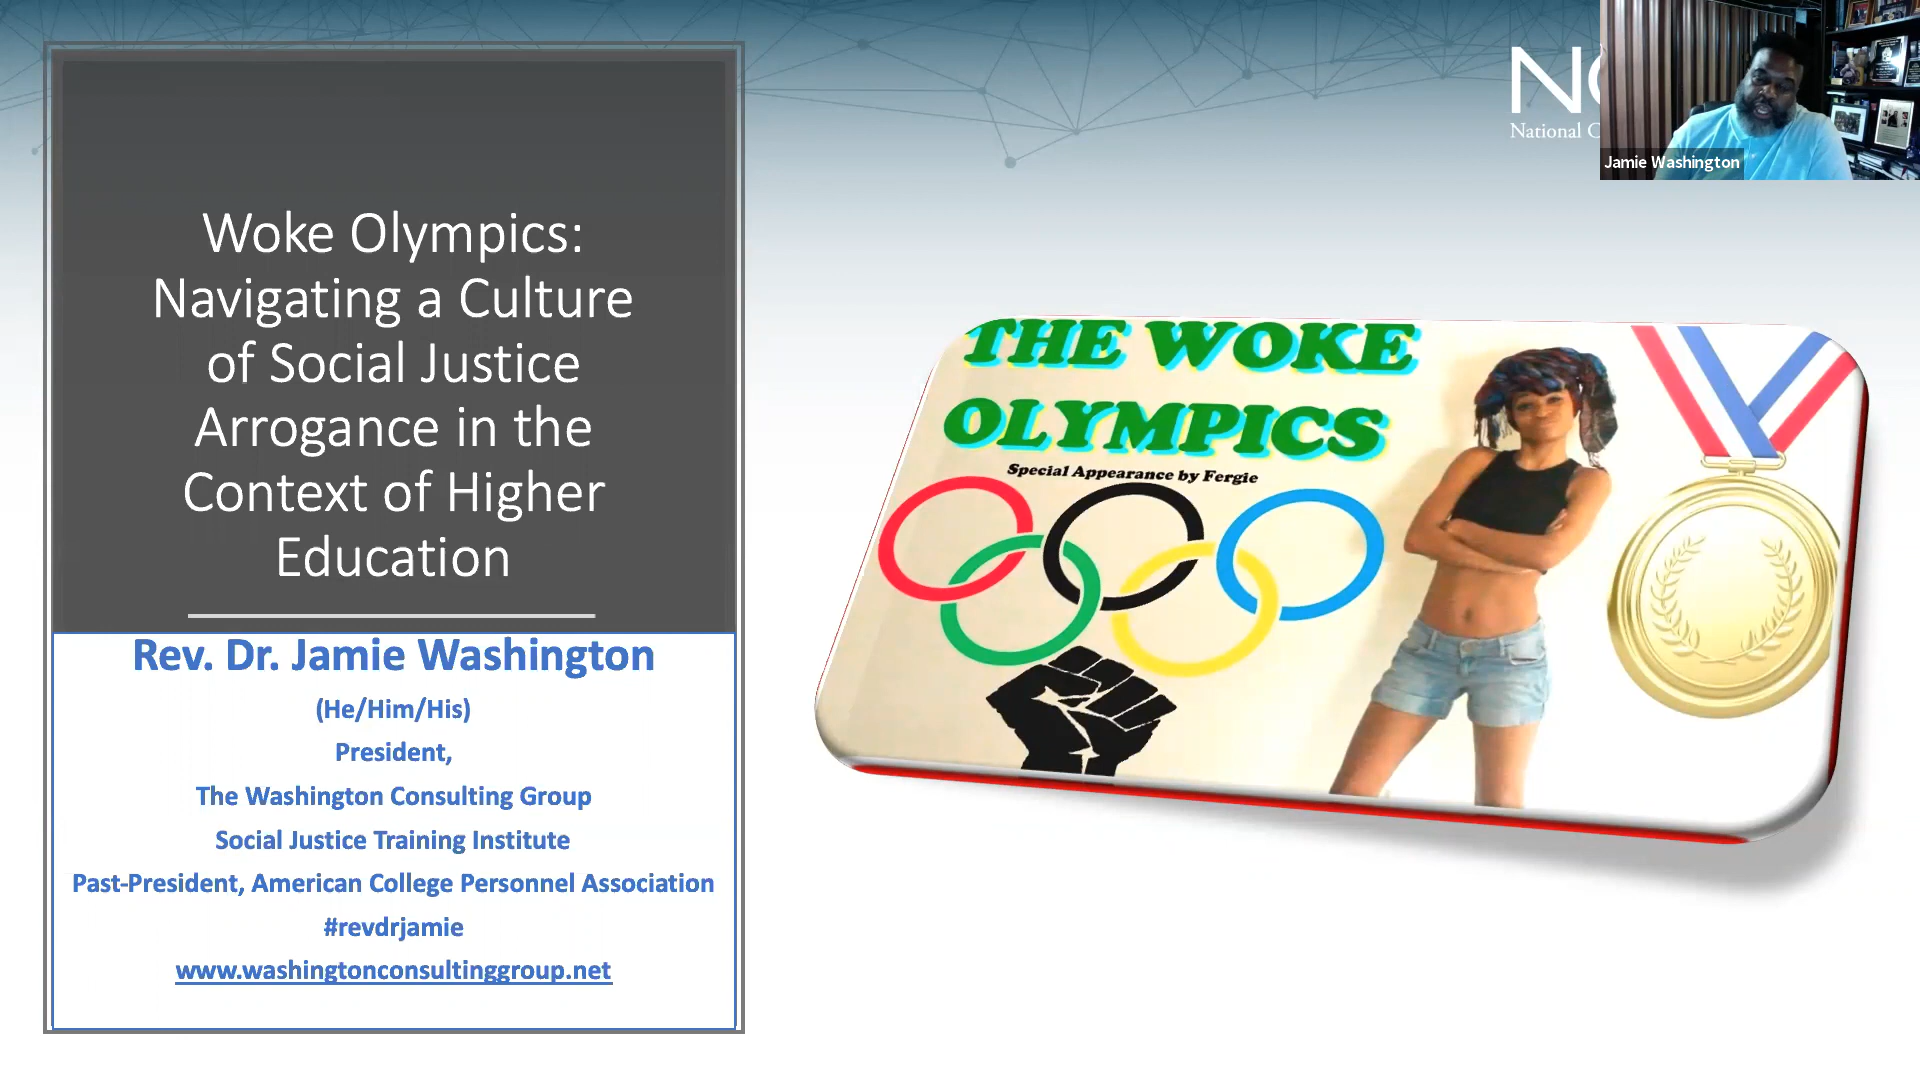 Woke Olympics:
Navigating a Culture
of Social Justice
Arrogance in the
Context of Higher
Education
Rev. Dr. Jamie Washington
(He/Him/His)
President,
The Washington Consulting Group
Social Justice Training Institute
Past-President, American College Personnel Association
#revdrjamie
www.washingtonconsultinggroup.net
THE WOKE
OLYMPICS
Special Appearance by Fergie
National
Jamie Washington